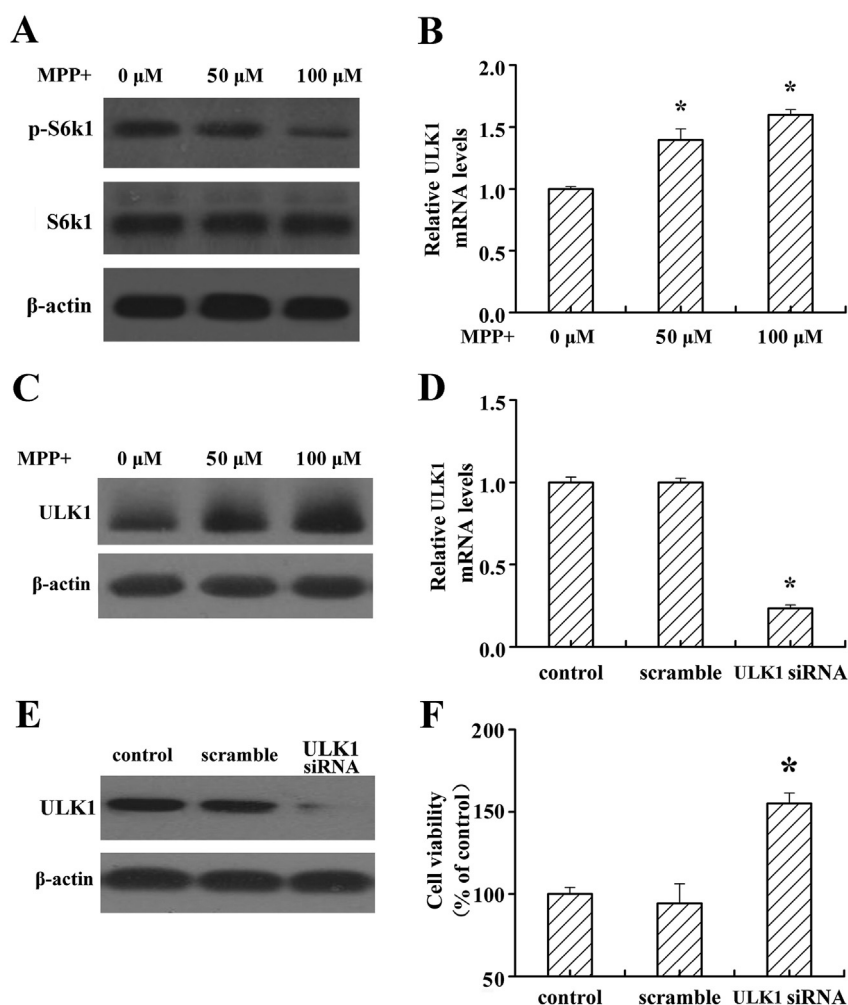 A
MPP+ 0 μM 50 μM 100 μM
p-S6k1
S6k1
β-actin
B
Relative ULK1
mRNA levels
2.0
1.5
1.0
0.5
0.0
* *
MPP+ 0 μM 50 μM 100 μM
C
MPP+ 0 μM 50 μM 100 μM
ULK1
β-actin
D
Relative ULK1
mRNA levels
1.5
1.0
0.5
0.0
*
control scramble ULK1 siRNA
E
control scramble ULK1
siRNA
ULK1
β-actin
F
Cell viability
(% of control)
200
150
100
50
*
control scramble ULK1 siRNA